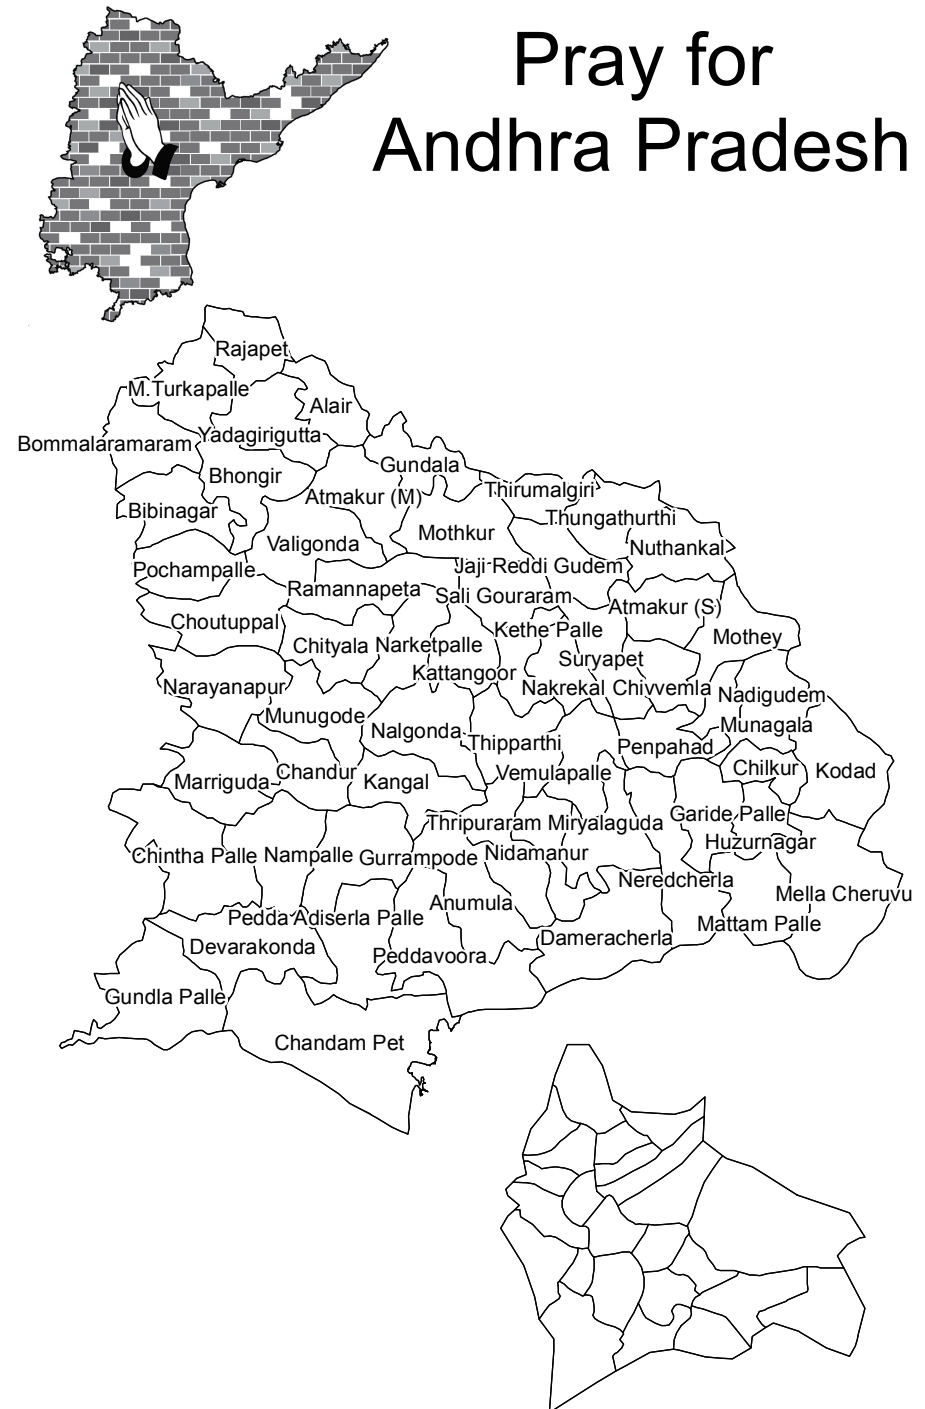 Pray for
Andhra Pradesh
Rajapet
M.Turkapalle
Alair
Yadagirigutta
Bommalaramaram
Gundala
Bhongir
Thirumalgiri
Atmakur (M)
Bibinagar
Thungathurthi
Mothkur
Valigonda
Nuthankal
Jaji-Reddi Gudem
Pochampalle
Ramannapeta
Sali Gouraram
Atmakur (S)
Choutuppal
Kethe Palle
Mothey
Chityala
Narketpalle
Suryapet
Kattangoor
Narayanapur
Nakrekal
Chivvemla
Nadigudem
Munugode
Munagala
Nalgonda
Thipparthi
Penpahad
Chilkur
Kodad
Chandur
Vemulapalle
Marriguda
Kangal
Garide Palle
Thripuraram
Miryalaguda
Huzurnagar
Chintha Palle
Nampalle
Gurrampode
Nidamanur
Neredcherla
Mella Cheruvu
Anumula
Pedda Adiserla Palle
Mattam Palle
Dameracherla
Devarakonda
Peddavoora
Gundla Palle
Chandam Pet